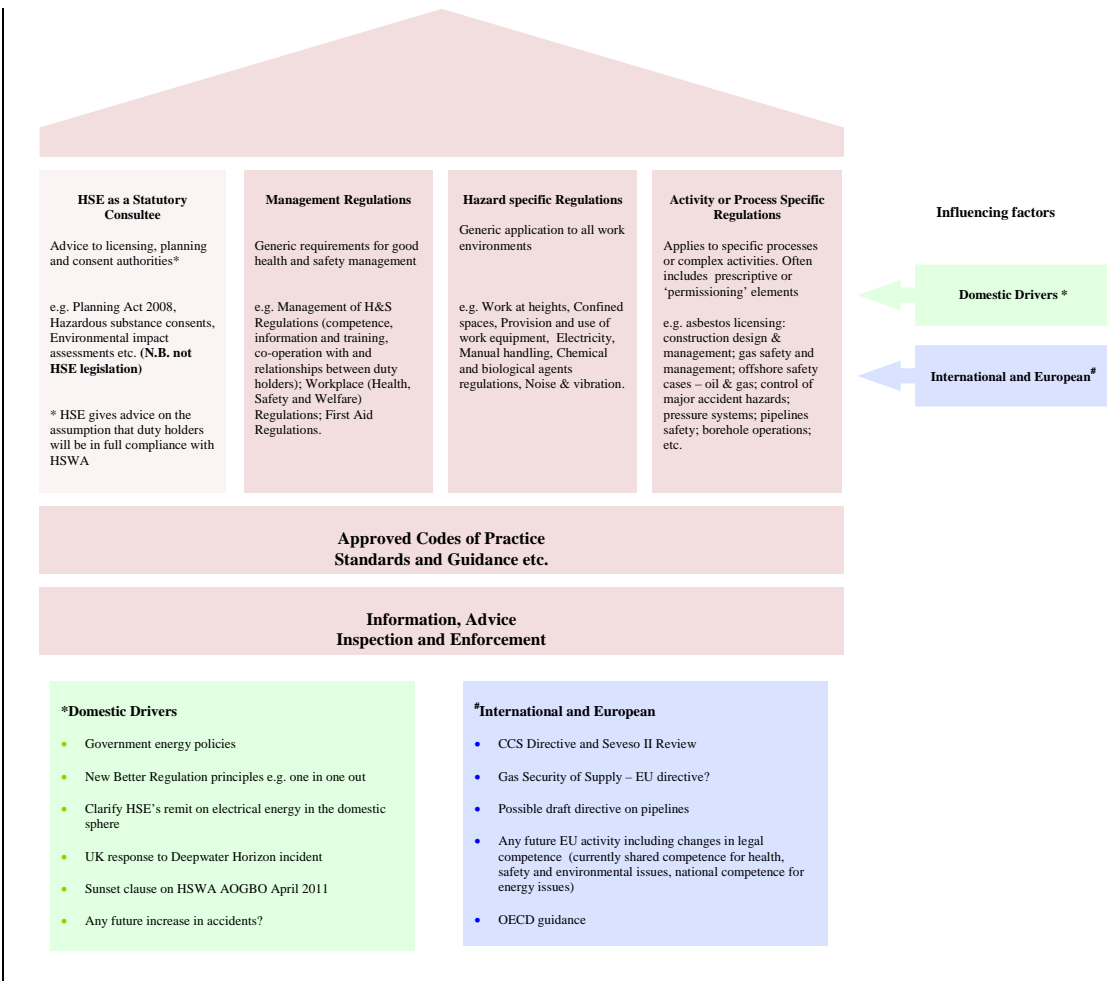 HSE as a Statutory
Consultee
Advice to licensing, planning
and consent authorities*
e.g. Planning Act 2008,
Hazardous substance consents,
Environmental impact
assessments etc. (N.B. not
HSE legislation)
* HSE gives advice on the
assumption that duty holders
will be in full compliance with
HSWA
Management Regulations
Generic requirements for good
health and safety management
e.g. Management of H&S
Regulations (competence,
information and training,
co-operation with and
relationships between duty
holders); Workplace (Health,
Safety and Welfare)
Regulations; First Aid
Regulations.
Hazard specific Regulations
Generic application to all work
environments
e.g. Work at heights, Confined
spaces, Provision and use of
work equipment, Electricity,
Manual handling, Chemical
and biological agents
regulations, Noise & vibration.
Activity or Process Specific
Regulations
Applies to specific processes
or complex activities. Often
includes prescriptive or
‘permissioning’ elements
e.g. asbestos licensing:
construction design &
management; gas safety and
management; offshore safety
cases – oil & gas; control of
major accident hazards;
pressure systems; pipelines
safety; borehole operations;
etc.
Influencing factors
Domestic Drivers *
International and European#
Approved Codes of Practice
Standards and Guidance etc.
Information, Advice
Inspection and Enforcement
*Domestic Drivers
• Government energy policies
• New Better Regulation principles e.g. one in one out
• Clarify HSE’s remit on electrical energy in the domestic
sphere
• UK response to Deepwater Horizon incident
• Sunset clause on HSWA AOGBO April 2011
• Any future increase in accidents?
#International and European
• CCS Directive and Seveso II Review
• Gas Security of Supply – EU directive?
• Possible draft directive on pipelines
• Any future EU activity including changes in legal
competence (currently shared competence for health,
safety and environmental issues, national competence for
energy issues)
• OECD guidance